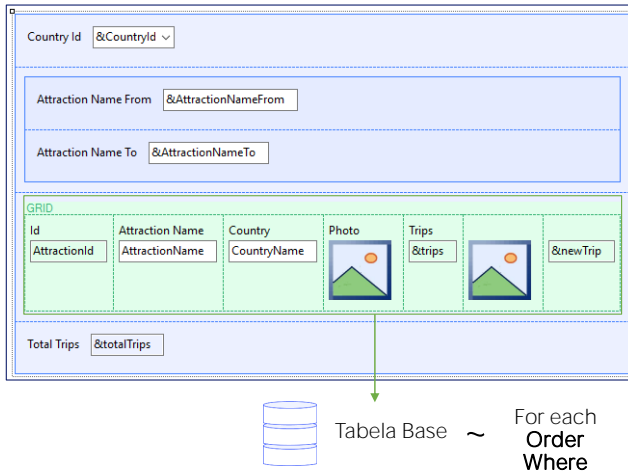 Country Id &CountryId
Attraction Name From &AttractionNameFrom
Attraction Name To &AttractionNameTo
GRID
Id Attraction Name Country Photo Trips
AttractionId AttractionName CountryName &trips &newTrip
Total Trips &totalTrips
Tabela Base ~ For each
Order
Where